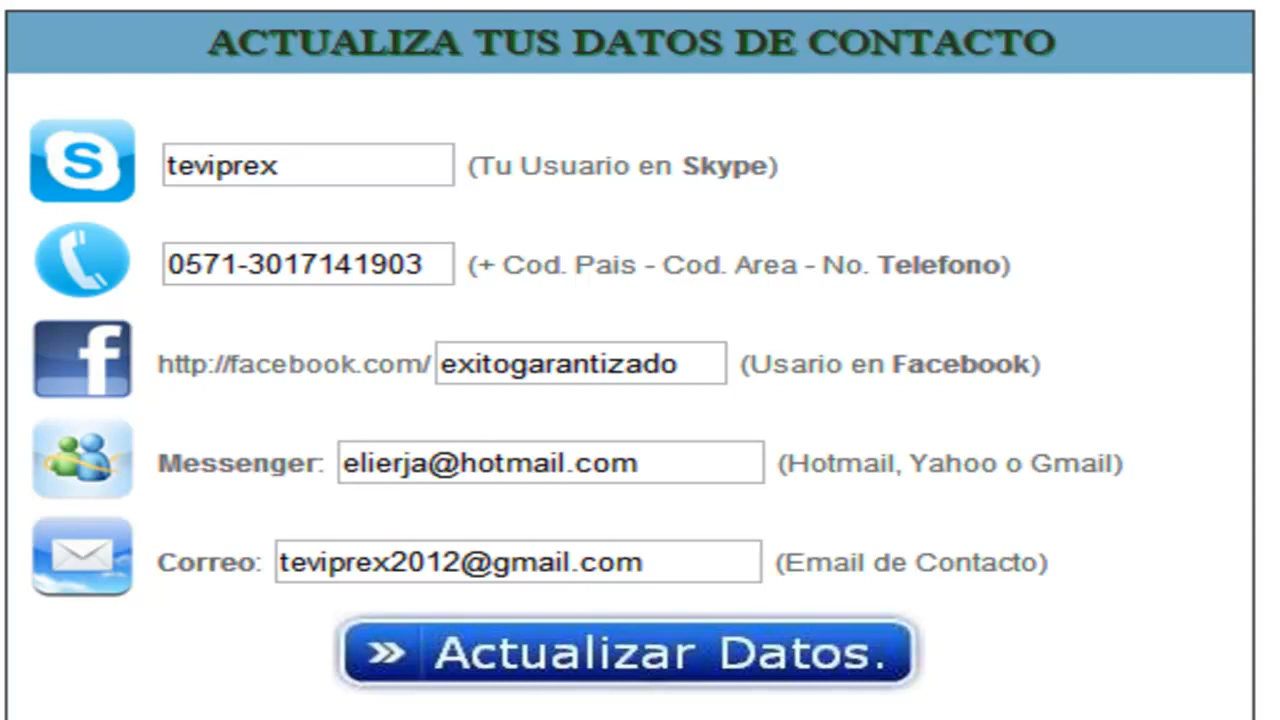 ACTUALIZA TUS DATOS DE CONTACTO
S teviprex (Tu Usuario en Skype)
0571-3017141903 (+ Cod. Pais - Cod. Area - No. Telefono)
f http://facebook.com/ exitogarantizado (Usario en Facebook)
Messenger: elierja@hotmail.com (Hotmail, Yahoo o Gmail)
Correo: teviprex2012@gmail.com (Email de Contacto)
» Actualizar Datos.